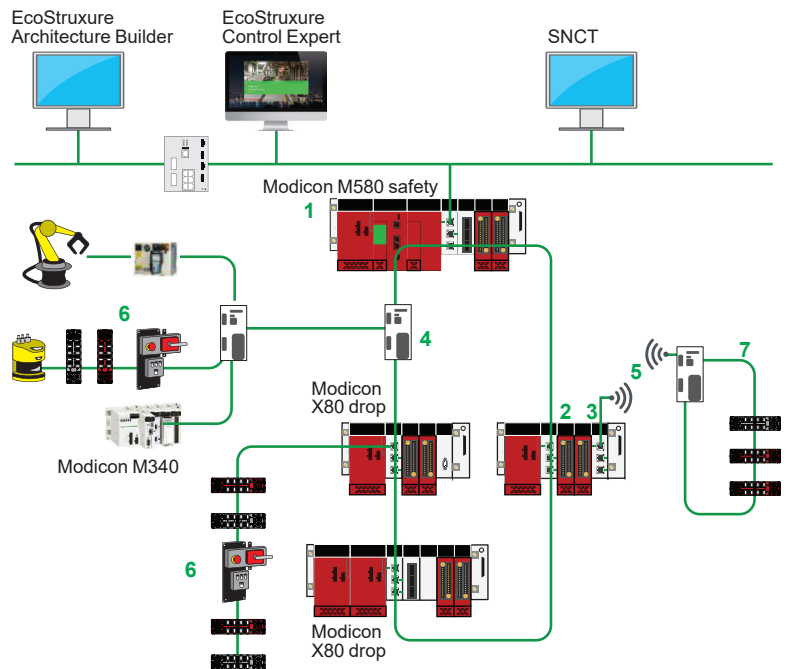 EcoStruxure
Architecture Builder
EcoStruxure
Control Expert
SNCT
Modicon M580 safety
1
6
4
5
7
Modicon
X80 drop
2
3
Modicon M340
6
Modicon
X80 drop